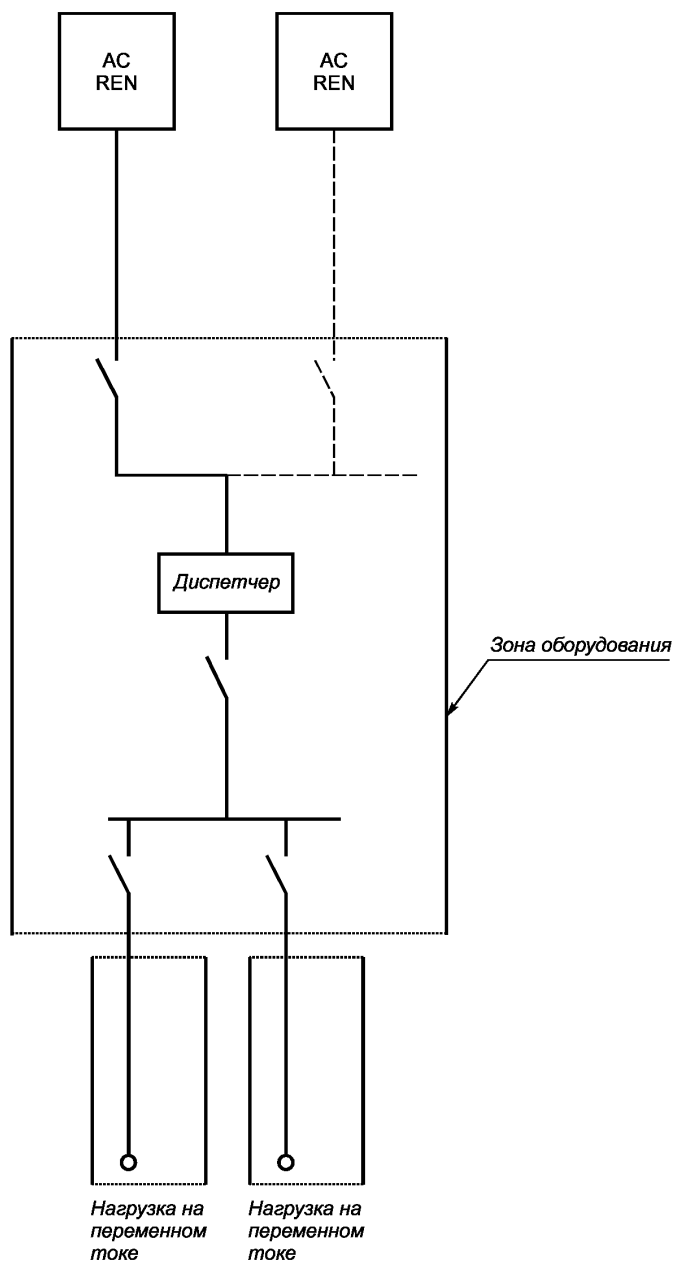 AC
REN
AC
REN
Диспетчер
Зона оборудования
Нагрузка на
переменном
токе
Нагрузка на
переменном
токе